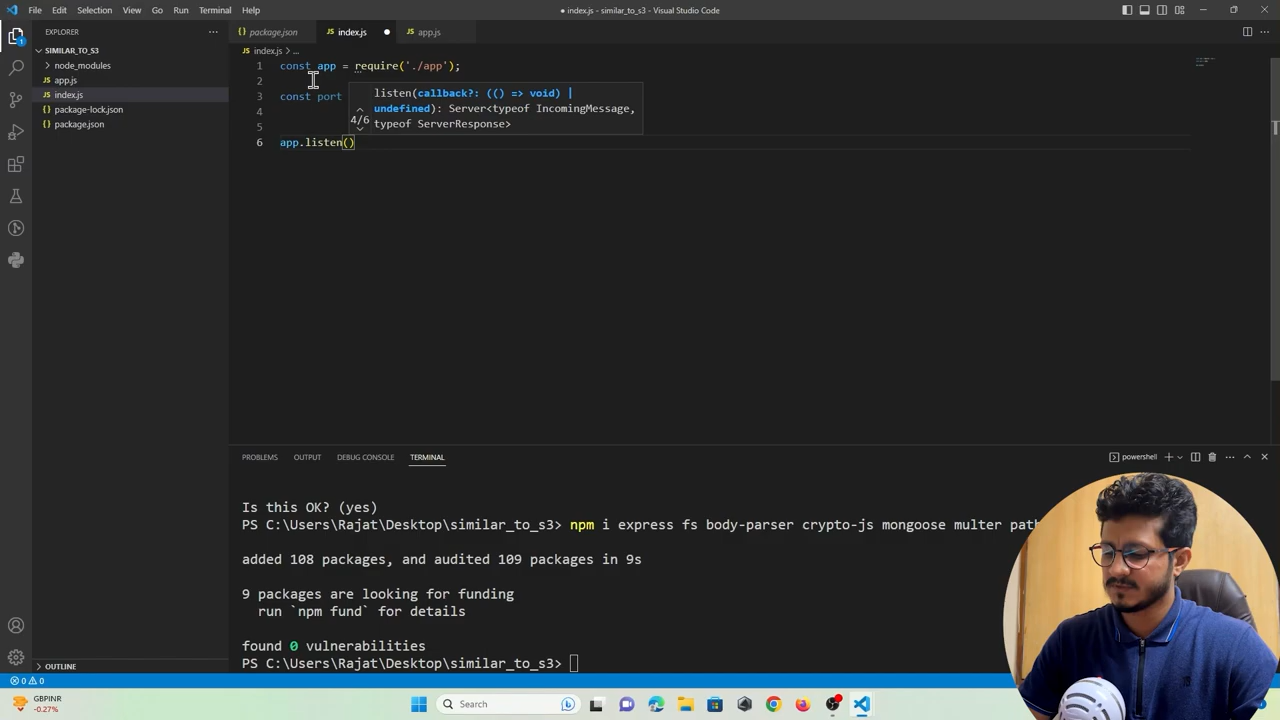 File Edit Selection View Go Run Terminal Help
● index.js - similar_to_s3 - Visual Studio Code
EXPLORER
package.json
index.js
app.js
SIMILAR_TO_S3
node_modules
app.js
index.js
package-lock.json
package.json
index.js > ...
1 const app = require('./app');
2
3 const port
4
5
6 app.listen()
4/6
listen(callback?: (() => void) |
undefined): Server<typeof IncomingMessage,
typeof ServerResponse>
PROBLEMS OUTPUT DEBUG CONSOLE TERMINAL
powershell
Is this OK? (yes)
PS C:\Users\Rajat\Desktop\similar_to_s3> npm i express fs body-parser crypto-js mongoose multer path
added 108 packages, and audited 109 packages in 9s
9 packages are looking for funding
run `npm fund` for details
found 0 vulnerabilities
PS C:\Users\Rajat\Desktop\similar_to_s3>
OUTLINE
0 0
GBPINR
-0.27%
Search